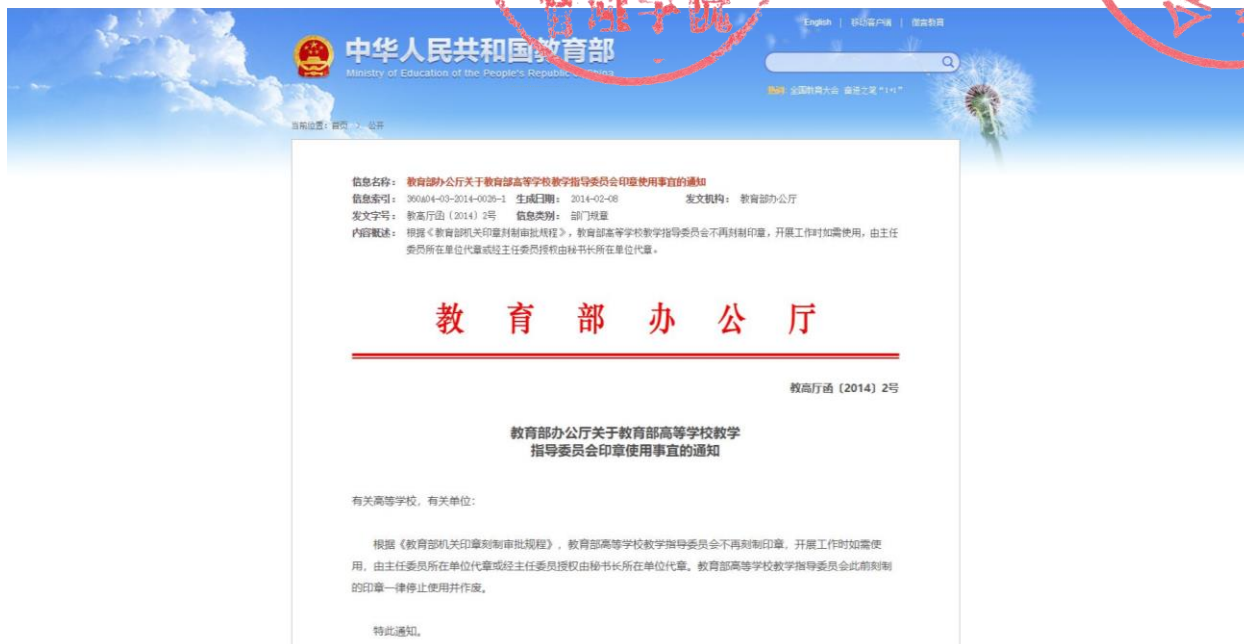 管理学院
English | 移动客户端 | 微言教育
中华人民共和国教育部
Ministry of Education of the People's Republic of China
热词: 全国教育大会 奋进之笔 "1+1"
当前位置: 首页 > 公开
信息名称: 教育部办公厅关于教育部高等学校教学指导委员会印章使用事宜的通知
信息索引: 360A04-03-2014-0026-1 生成日期: 2014-02-08 发文机构: 教育部办公厅
发文字号: 教高厅函〔2014〕2号 信息类别: 部门规章
内容概述: 根据《教育部机关印章刻制审批规程》,教育部高等学校教学指导委员会不再刻制印章,开展工作时如需使用,由主任
委员所在单位代章或经主任委员授权由秘书长所在单位代章。
教育部办公厅
教高厅函〔2014〕2号
教育部办公厅关于教育部高等学校教学
指导委员会印章使用事宜的通知
有关高等学校,有关单位:
根据《教育部机关印章刻制审批规程》,教育部高等学校教学指导委员会不再刻制印章,开展工作时如需使
用,由主任委员所在单位代章或经主任委员授权由秘书长所在单位代章。教育部高等学校教学指导委员会此前刻制
的印章一律停止使用并作废。
特此通知。